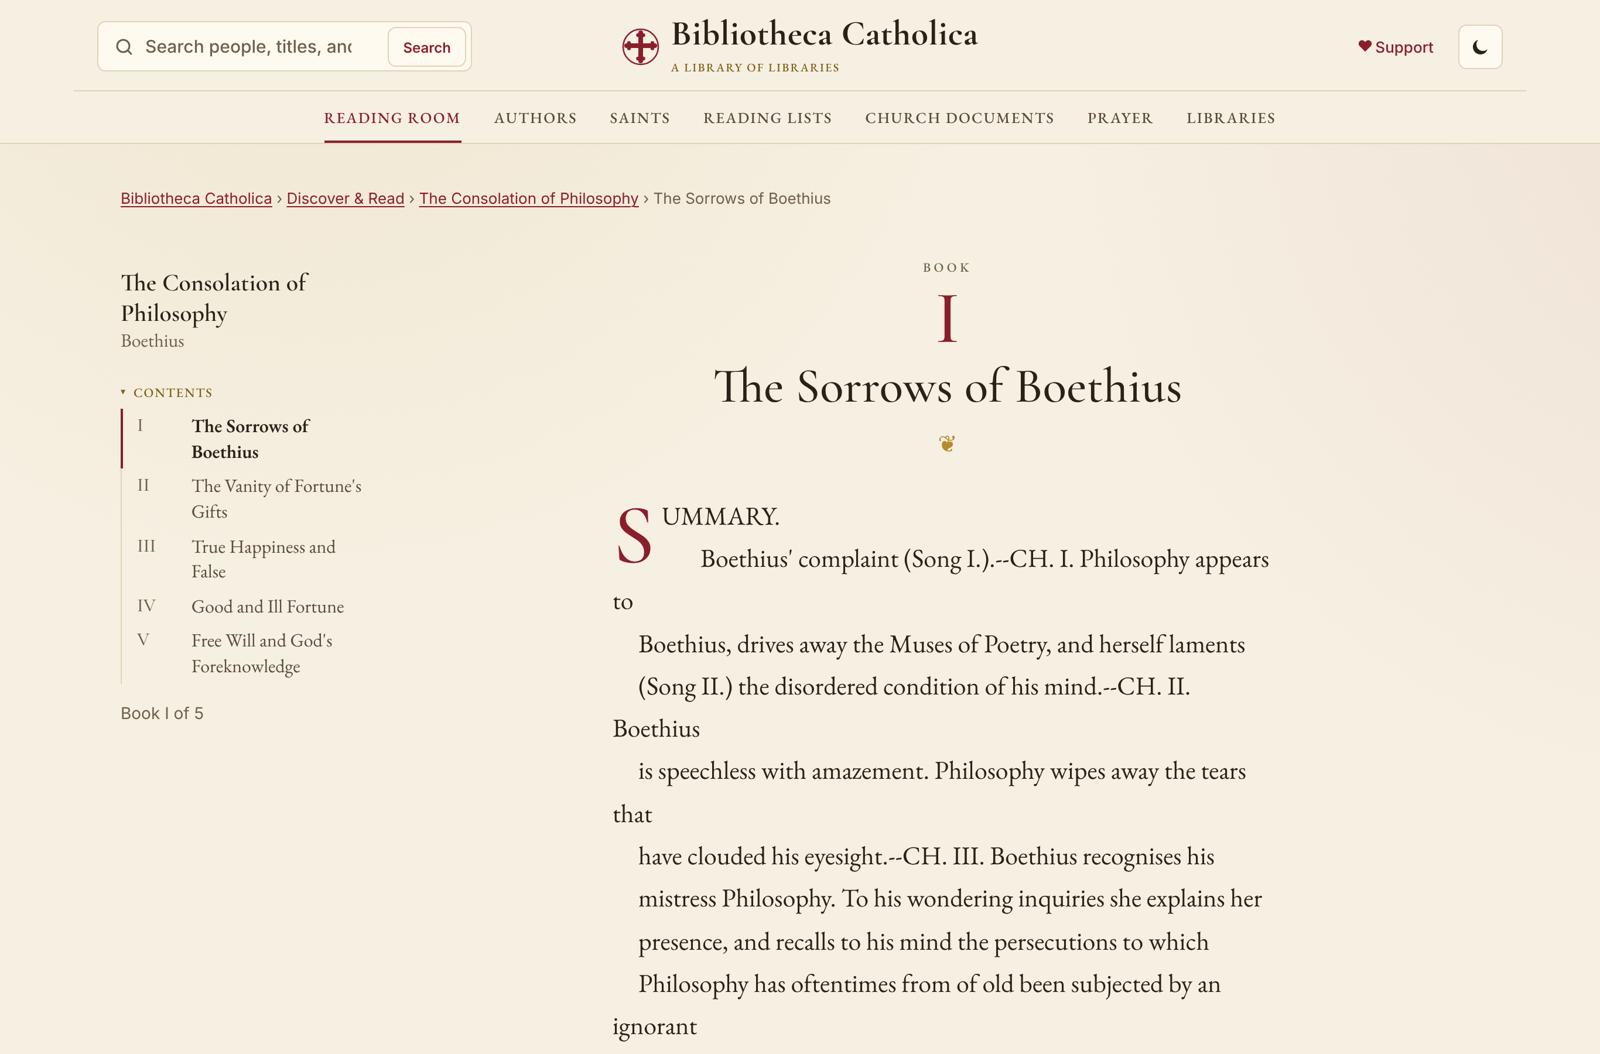 Search people, titles, and
Search
Bibliotheca Catholica
A LIBRARY OF LIBRARIES
Support
READING ROOM
AUTHORS
SAINTS
READING LISTS
CHURCH DOCUMENTS
PRAYER
LIBRARIES
Bibliotheca Catholica › Discover & Read › The Consolation of Philosophy › The Sorrows of Boethius
The Consolation of
Philosophy
Boethius
CONTENTS
I The Sorrows of
Boethius
II The Vanity of Fortune's
Gifts
III True Happiness and
False
IV Good and Ill Fortune
V Free Will and God's
Foreknowledge
Book I of 5
BOOK
I
The Sorrows of Boethius
SUMMARY.
Boethius' complaint (Song I.).--CH. I. Philosophy appears
to
Boethius, drives away the Muses of Poetry, and herself laments
(Song II.) the disordered condition of his mind.--CH. II.
Boethius
is speechless with amazement. Philosophy wipes away the tears
that
have clouded his eyesight.--CH. III. Boethius recognises his
mistress Philosophy. To his wondering inquiries she explains her
presence, and recalls to his mind the persecutions to which
Philosophy has oftentimes from of old been subjected by an
ignorant